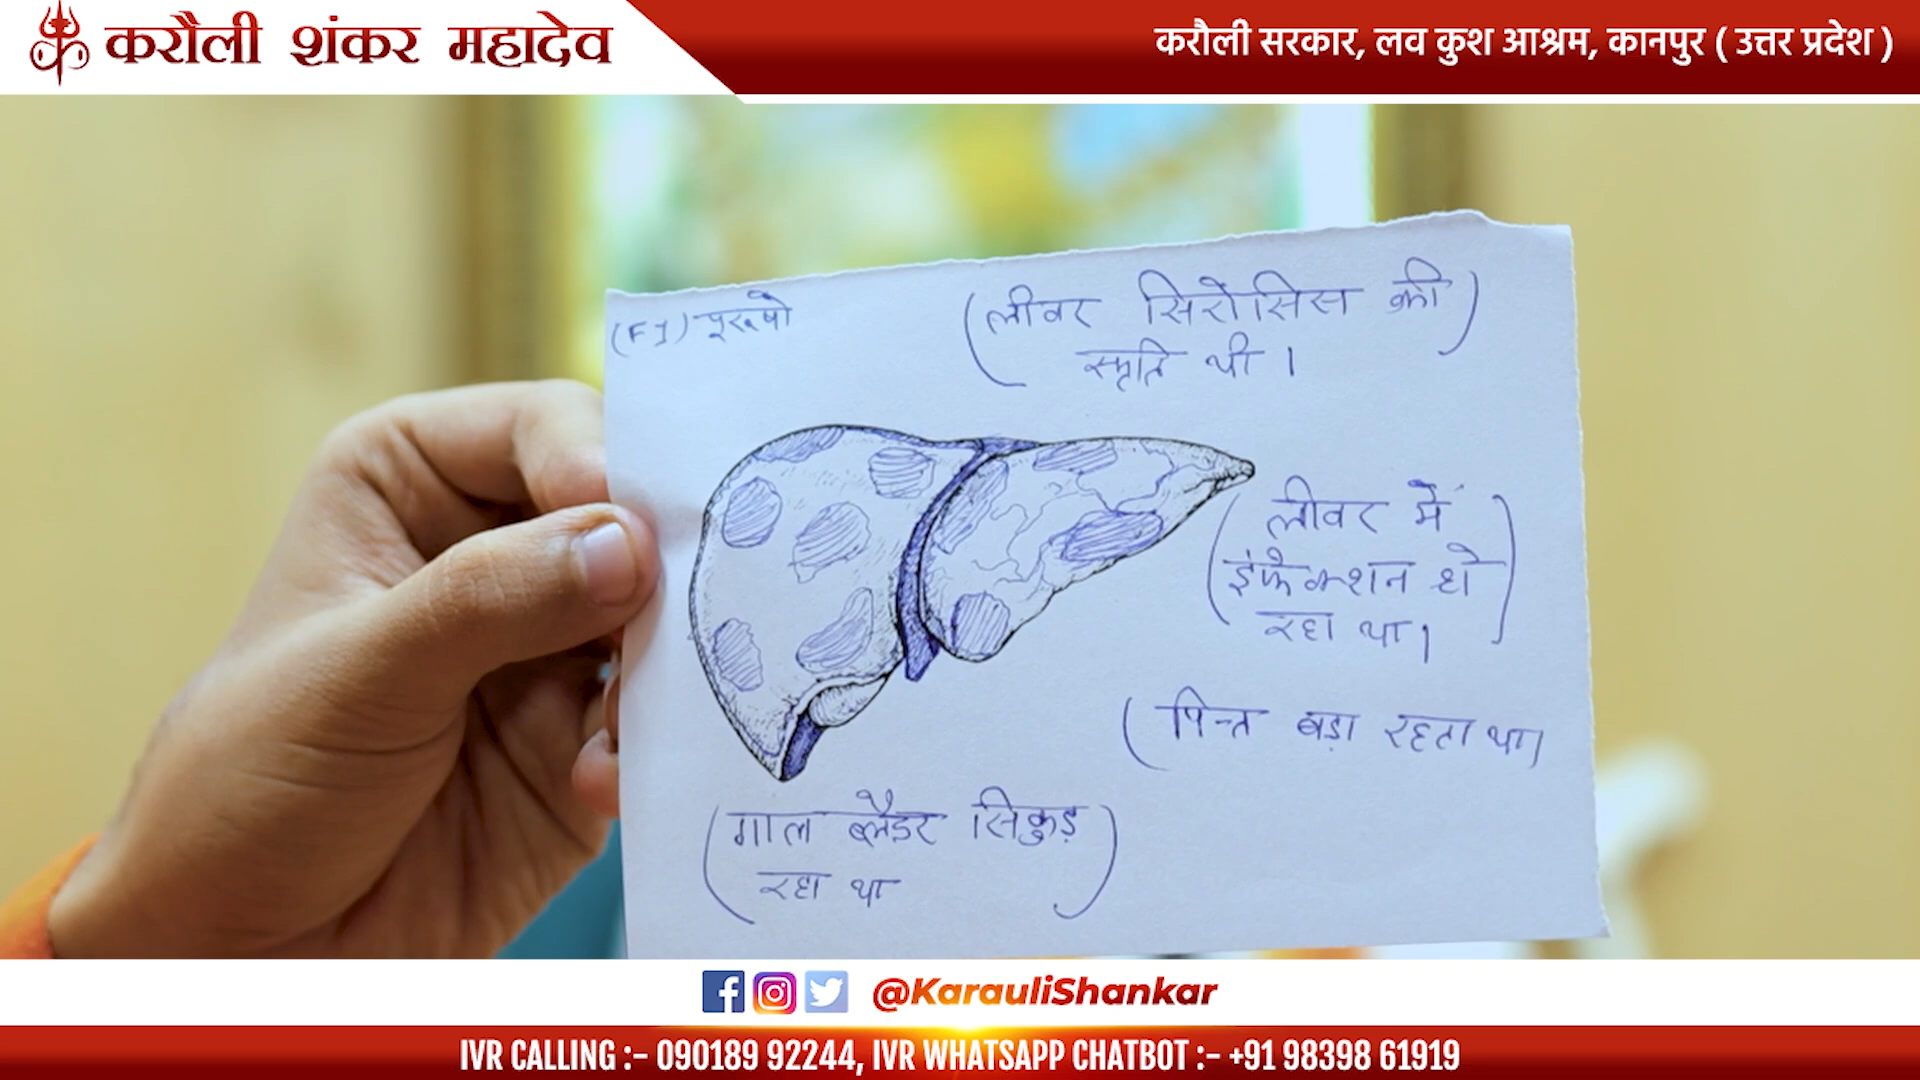 करौली शंकर महादेव
करौली सरकार, लव कुश आश्रम, कानपुर ( उत्तर प्रदेश )
(F1) पुरूषो
(लीवर सिरोसिस की
स्मृति थी।)
(लीवर में
इंफैक्शन हो
रहा था।)
(पित्त बड़ा रहता था।
(गाल ब्लैडर सिकुड़
रहा था)
@KarauliShankar
IVR CALLING :- 090189 92244, IVR WHATSAPP CHATBOT :- +91 98398 61919